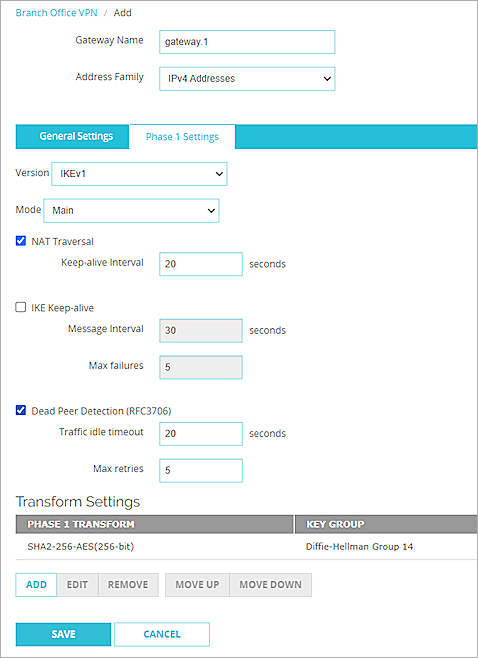 Branch Office VPN / Add
Gateway Name gateway.1
Address Family IPv4 Addresses
General Settings Phase 1 Settings
Version IKEv1
Mode Main
NAT Traversal
Keep-alive Interval 20 seconds
IKE Keep-alive
Message Interval 30 seconds
Max failures 5
Dead Peer Detection (RFC3706)
Traffic idle timeout 20 seconds
Max retries 5
Transform Settings
PHASE 1 TRANSFORM KEY GROUP
SHA2-256-AES(256-bit) Diffie-Hellman Group 14
ADD EDIT REMOVE MOVE UP MOVE DOWN
SAVE CANCEL